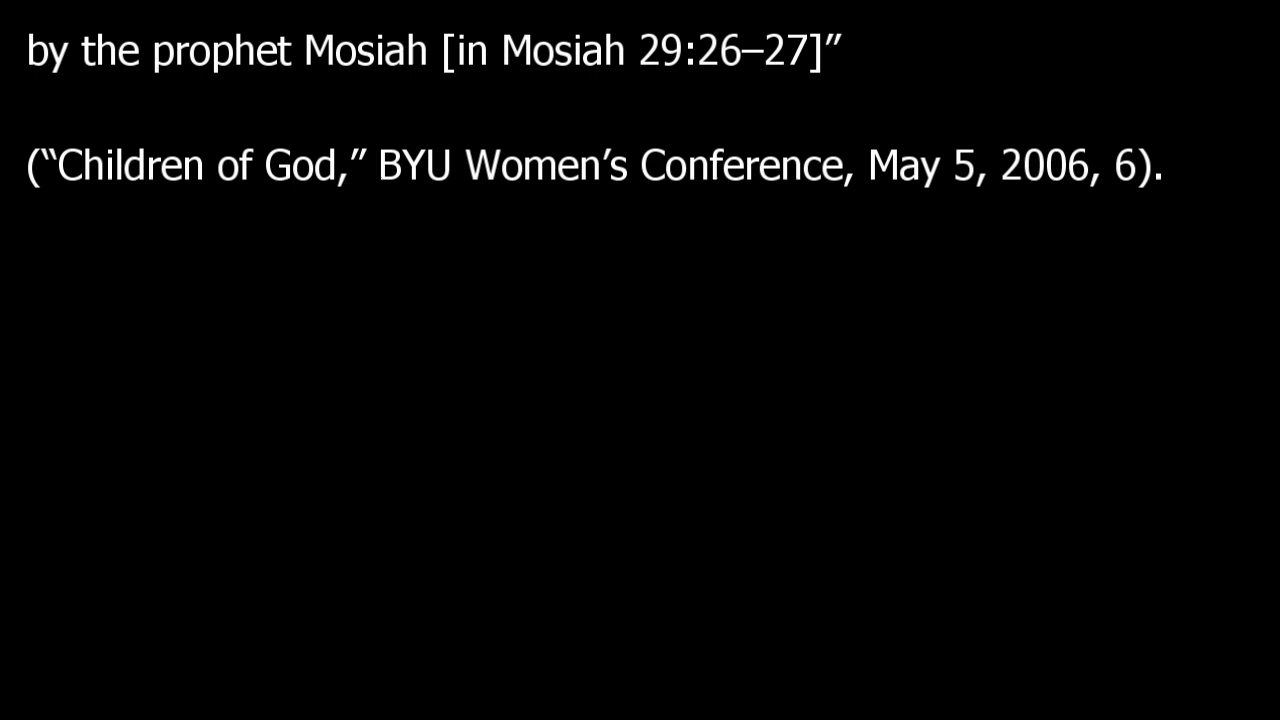 by the prophet Mosiah [in Mosiah 29:26–27]”
(“Children of God,” BYU Women’s Conference, May 5, 2006, 6).